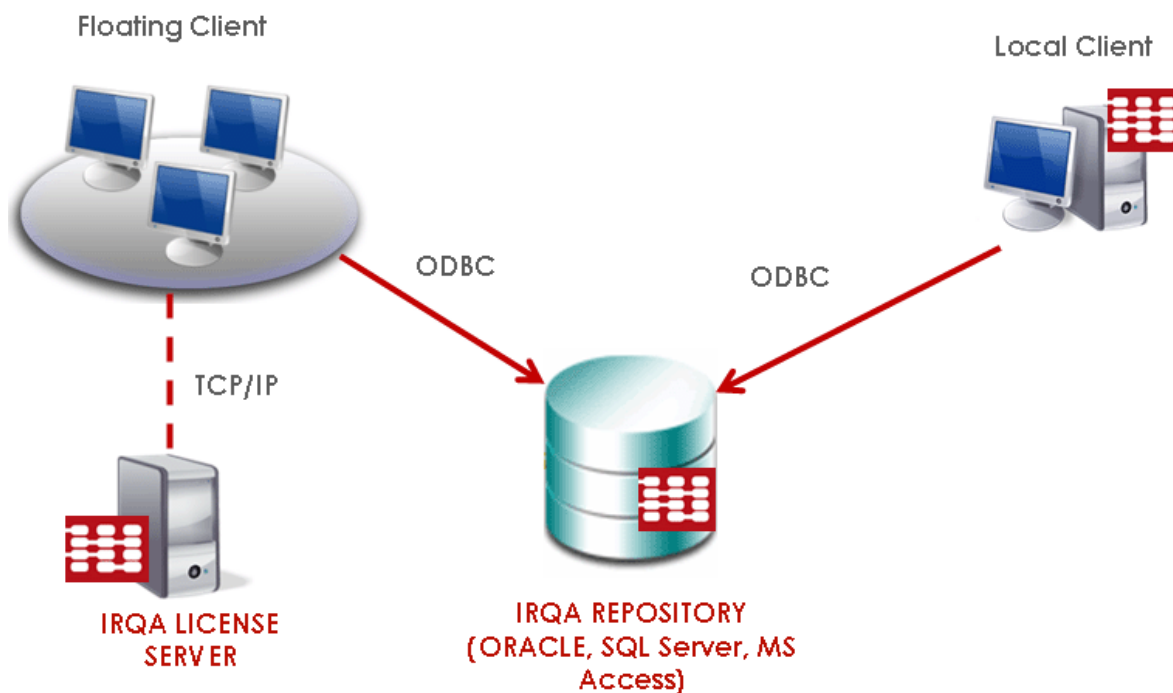 Floating Client
Local Client
ODBC
ODBC
TCP/IP
IRQA LICENSE
SERVER
IRQA REPOSITORY
(ORACLE, SQL Server, MS
Access)